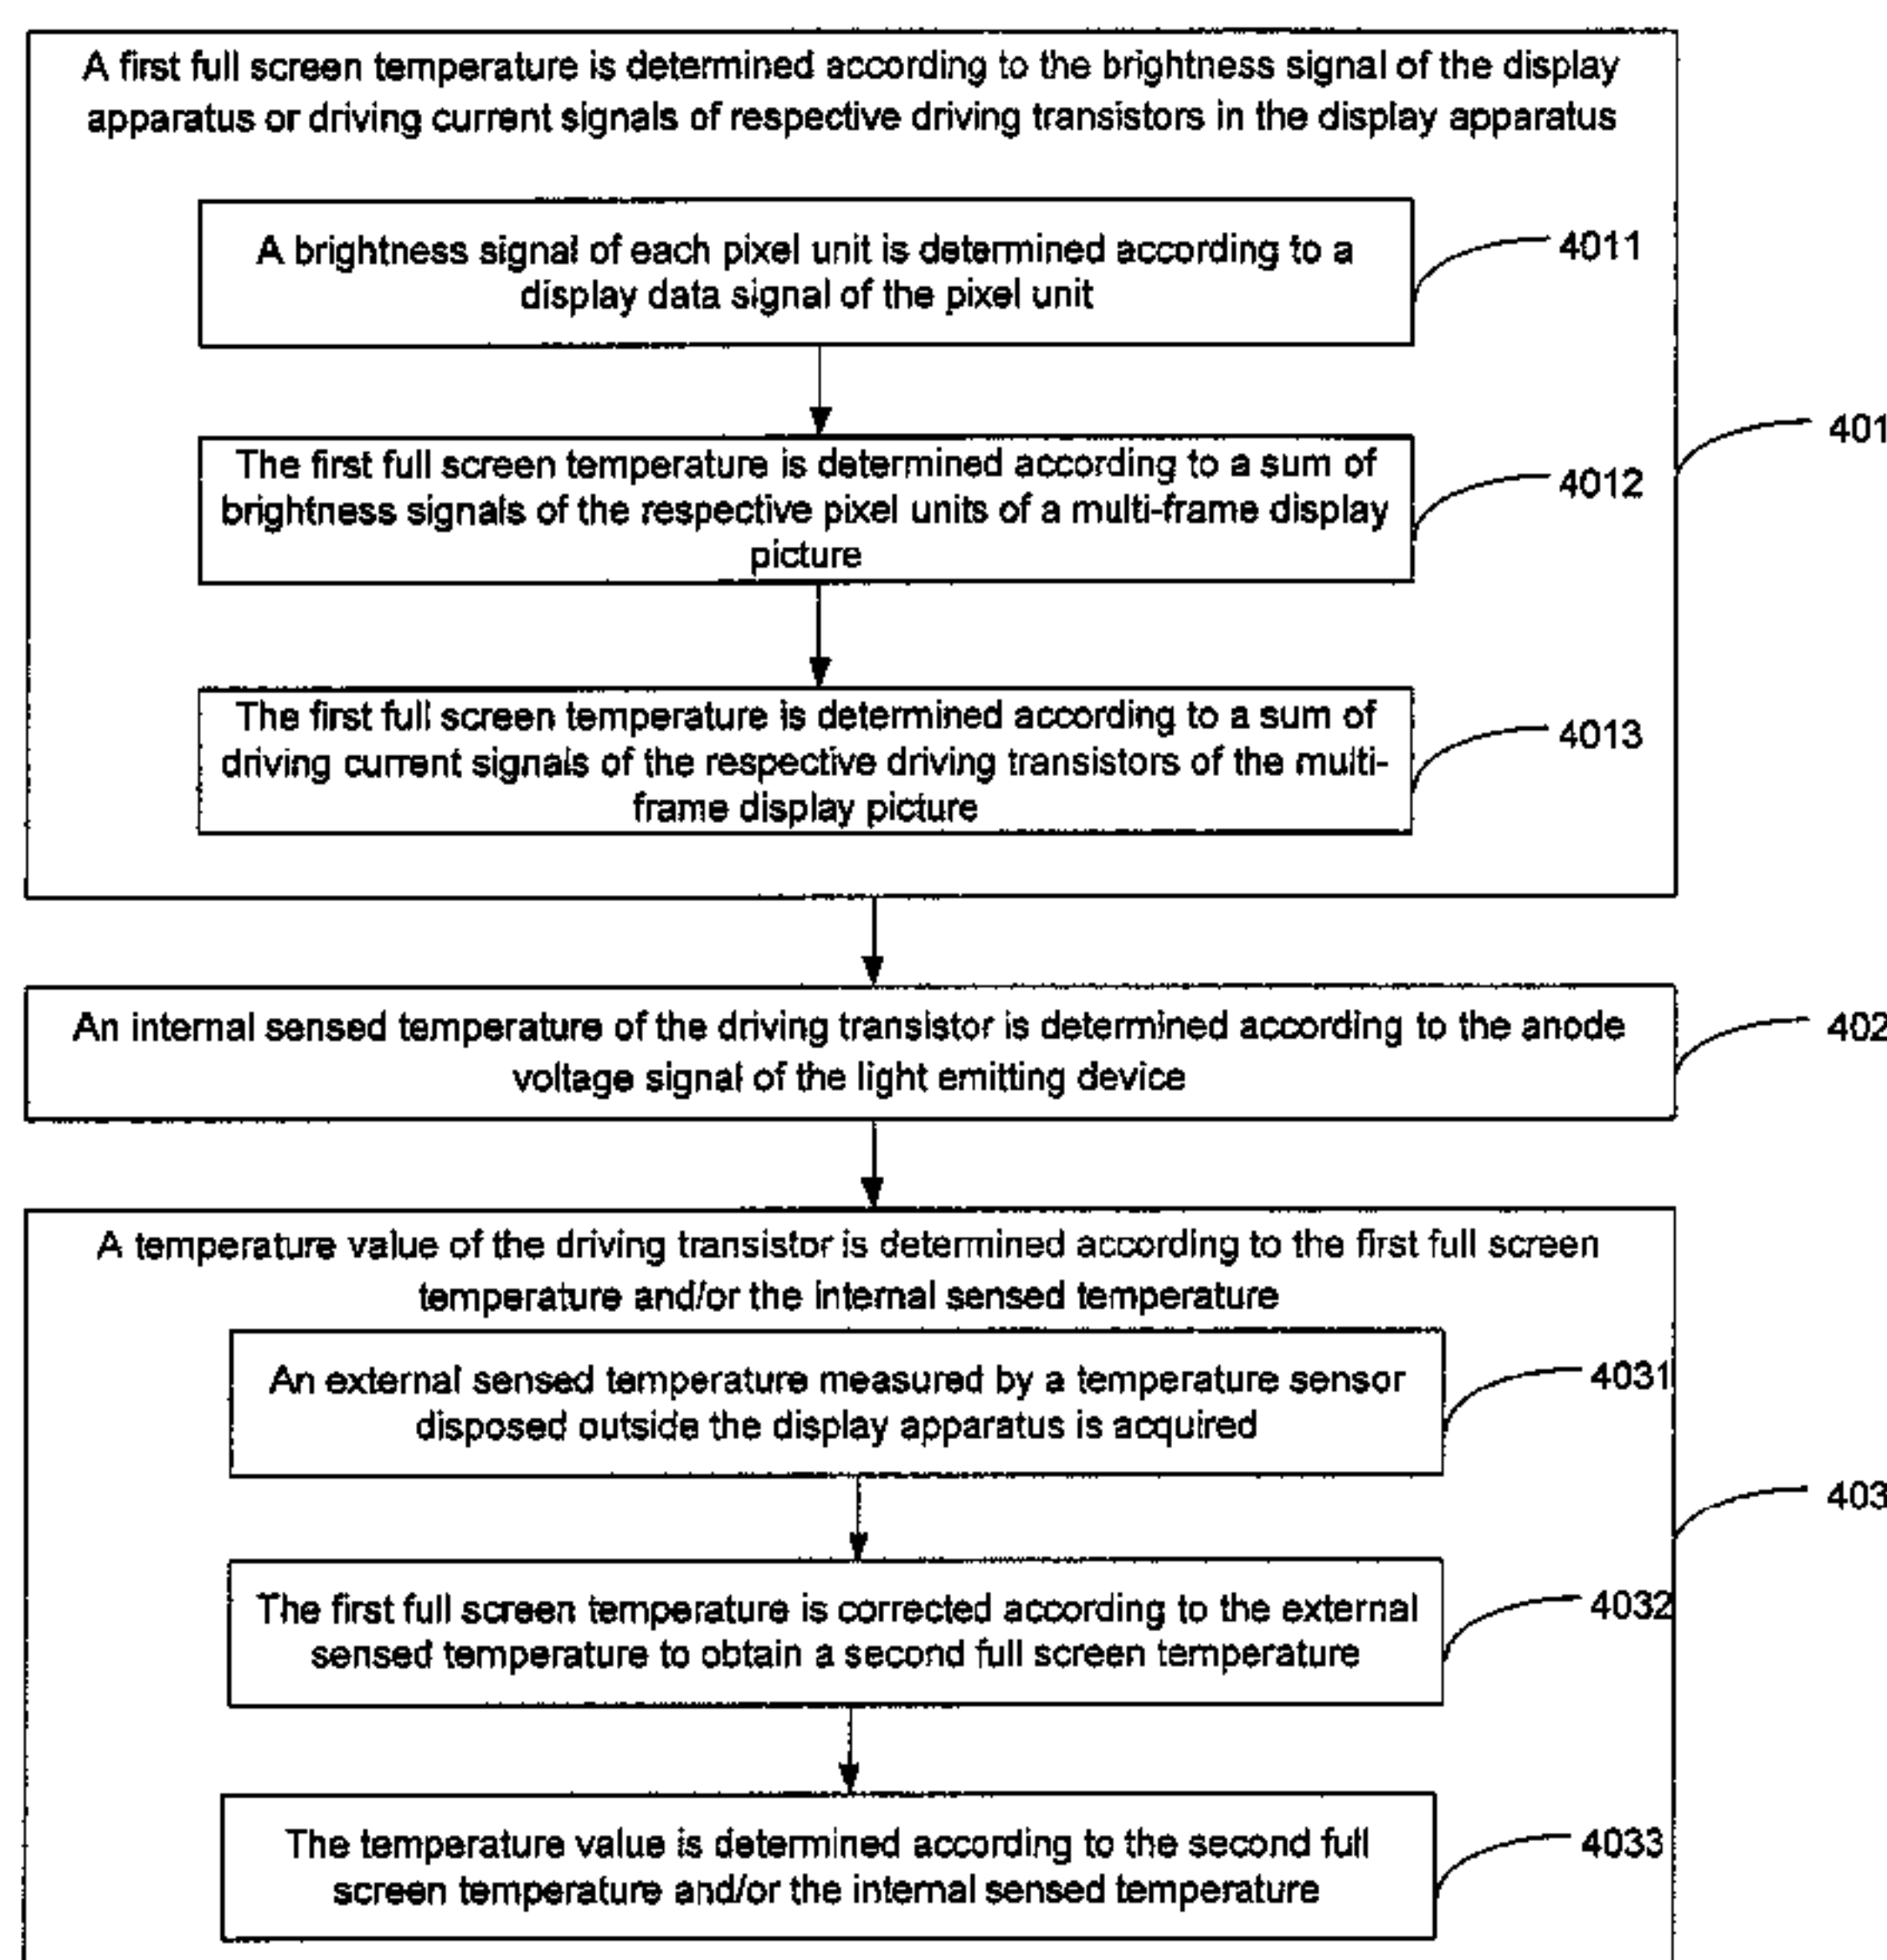 A first full screen temperature is determined according to the brightness signal of the display
apparatus or driving current signals of respective driving transistors in the display apparatus
A brightness signal of each pixel unit is determined according to a
display data signal of the pixel unit
4011
401
The first full screen temperature is determined according to a sum of
brightness signals of the respective pixel units of a multi-frame display
picture
4012
The first full screen temperature is determined according to a sum of
driving current signals of the respective driving transistors of the multi-
frame display picture
4013
An internal sensed temperature of the driving transistor is determined according to the anode
voltage signal of the light emitting device
402
A temperature value of the driving transistor is determined according to the first full screen
temperature and/or the internal sensed temperature
An external sensed temperature measured by a temperature sensor
disposed outside the display apparatus is acquired
4031
403
The first full screen temperature is corrected according to the external
sensed temperature to obtain a second full screen temperature
4032
The temperature value is determined according to the second full
screen temperature and/or the internal sensed temperature
4033